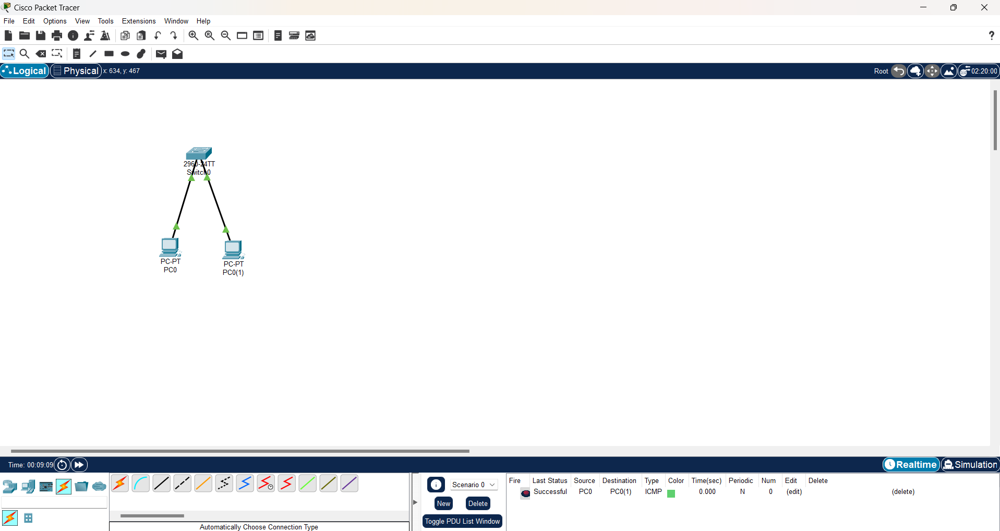 Cisco Packet Tracer
File Edit Options View Tools Extensions Window Help
?
Logical Physical x: 634, y: 467 Root 02:20:00
2960-24TT
Switch0
PC-PT
PC0
PC-PT
PC0(1)
Time: 00:09:09 Realtime Simulation
Scenario 0
New Delete
Toggle PDU List Window
Fire Last Status Source Destination Type Color Time(sec) Periodic Num Edit Delete
Successful PC0 PC0(1) ICMP 0.000 N 0 (edit) (delete)
Automatically Choose Connection Type